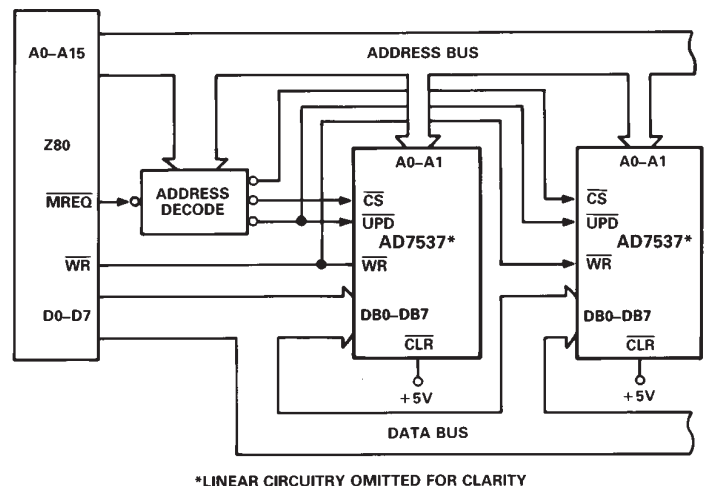 A0–A15
ADDRESS BUS
Z80
A0–A1
A0–A1
MREQ
ADDRESS
DECODE
CS
UPD
AD7537*
WR
CS
UPD
AD7537*
WR
WR
D0–D7
DB0–DB7
CLR
+5V
DB0–DB7
CLR
+5V
DATA BUS
*LINEAR CIRCUITRY OMITTED FOR CLARITY